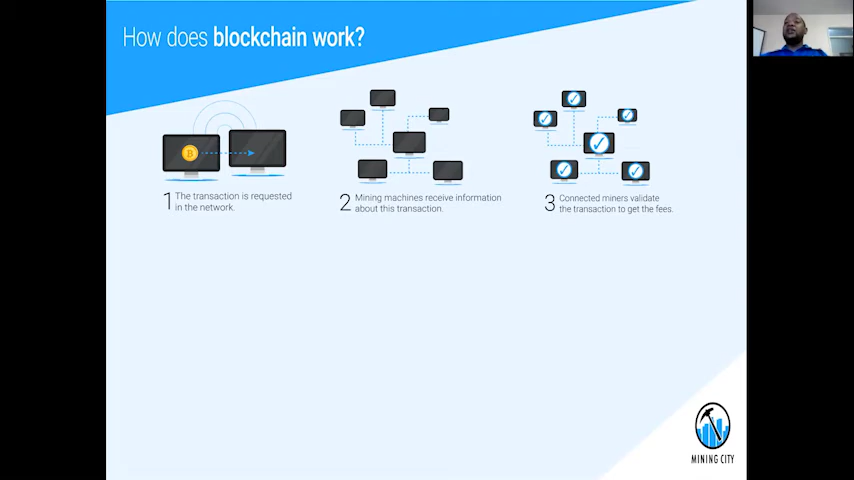 How does blockchain work?
1 The transaction is requested
in the network.
2 Mining machines receive information
about this transaction.
3 Connected miners validate
the transaction to get the fees.
MINING CITY